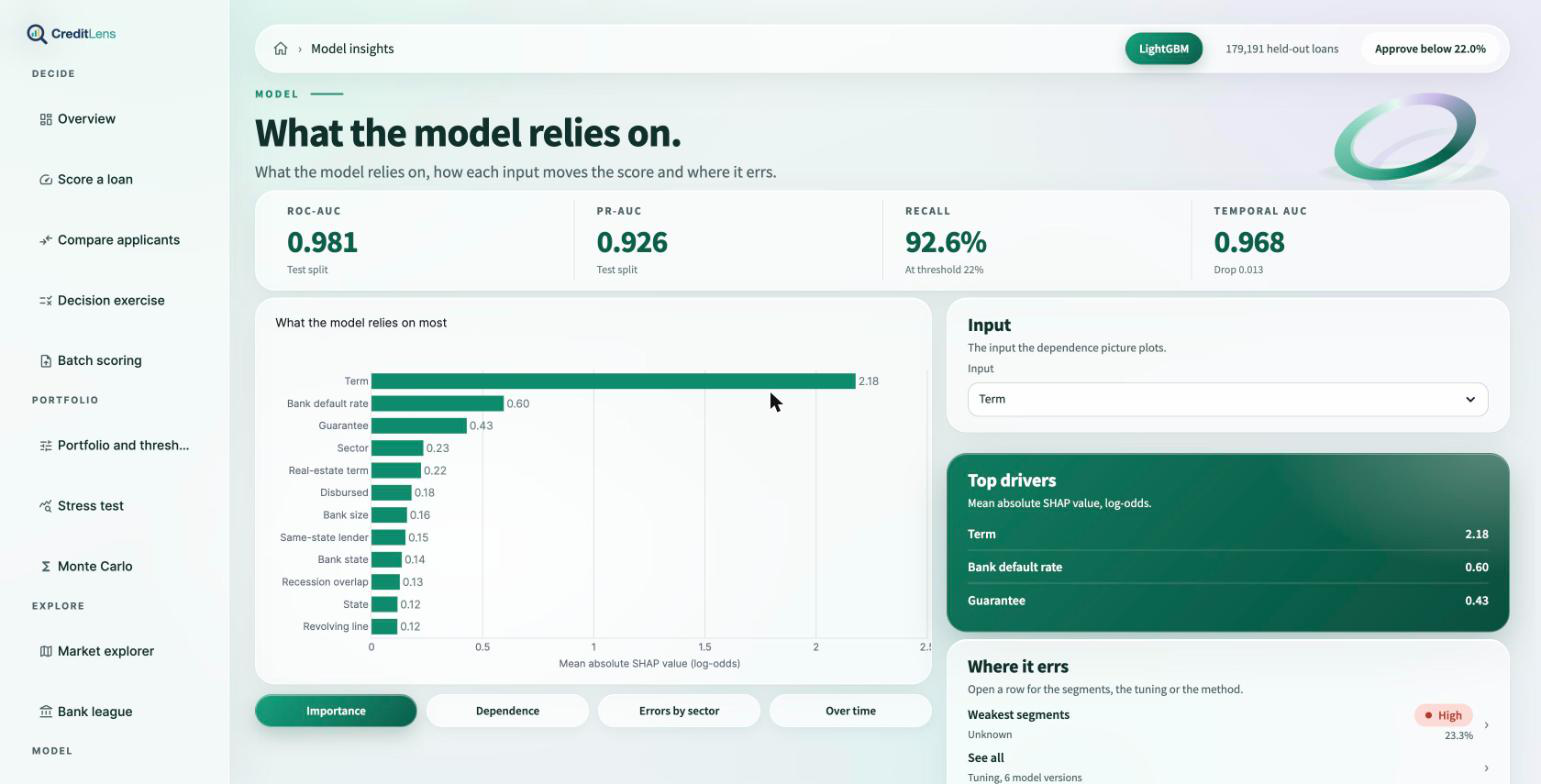 CreditLens
DECIDE
Overview
Score a loan
Compare applicants
Decision exercise
Batch scoring
PORTFOLIO
Portfolio and thresh...
Stress test
Monte Carlo
EXPLORE
Market explorer
Bank league
MODEL
› Model insights
LightGBM
179,191 held-out loans
Approve below 22.0%
MODEL
What the model relies on.
What the model relies on, how each input moves the score and where it errs.
ROC-AUC
0.981
Test split
PR-AUC
0.926
Test split
RECALL
92.6%
At threshold 22%
TEMPORAL AUC
0.968
Drop 0.013
What the model relies on most
Term 2.18
Bank default rate 0.60
Guarantee 0.43
Sector 0.23
Real-estate term 0.22
Disbursed 0.18
Bank size 0.16
Same-state lender 0.15
Bank state 0.14
Recession overlap 0.13
State 0.12
Revolving line 0.12
0 0.5 1 1.5 2
Mean absolute SHAP value (log-odds)
Importance
Dependence
Errors by sector
Over time
Input
The input the dependence picture plots.
Input
Term
Top drivers
Mean absolute SHAP value, log-odds.
Term 2.18
Bank default rate 0.60
Guarantee 0.43
Where it errs
Open a row for the segments, the tuning or the method.
Weakest segments
High
Unknown
23.3%
See all
Tuning, 6 model versions